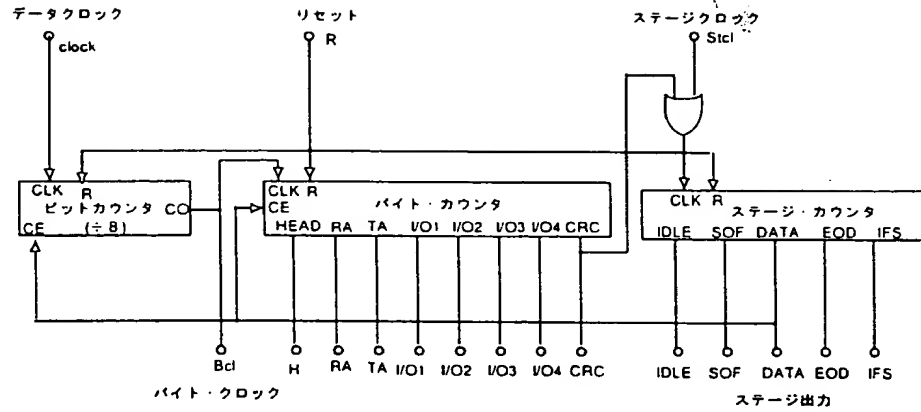 データクロック
リセット
ステージクロック
clock
R
Stcl
CLK R
CLK R
CLK R
ビットカウンタ
(÷8)
CO
CE
CE
バイト・カウンタ
HEAD RA TA I/O1 I/O2 I/O3 I/O4 CRC
ステージ・カウンタ
IDLE SOF DATA EOD IFS
Bcl
H RA TA I/O1 I/O2 I/O3 I/O4 CRC
IDLE SOF DATA EOD IFS
バイト・クロック
ステージ出力